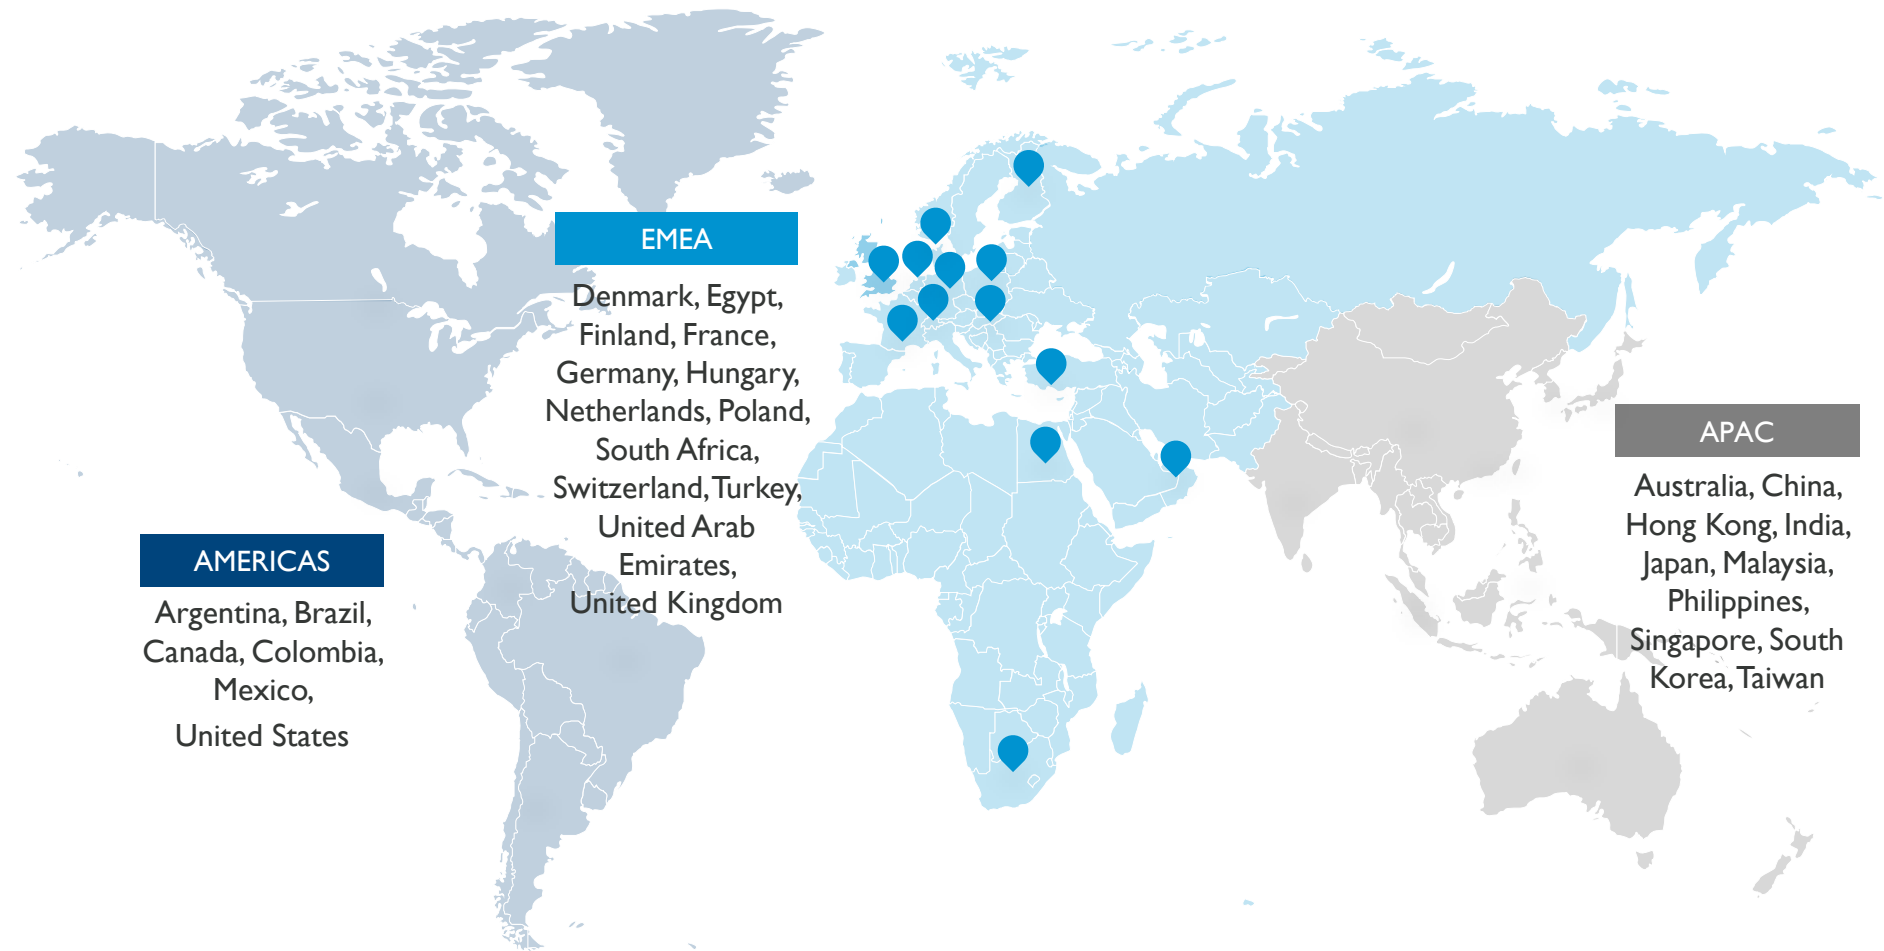 EMEA
Denmark, Egypt,
Finland, France,
Germany, Hungary,
Netherlands, Poland,
South Africa,
Switzerland, Turkey,
United Arab
Emirates,
United Kingdom
AMERICAS
Argentina, Brazil,
Canada, Colombia,
Mexico,
United States
APAC
Australia, China,
Hong Kong, India,
Japan, Malaysia,
Philippines,
Singapore, South
Korea, Taiwan